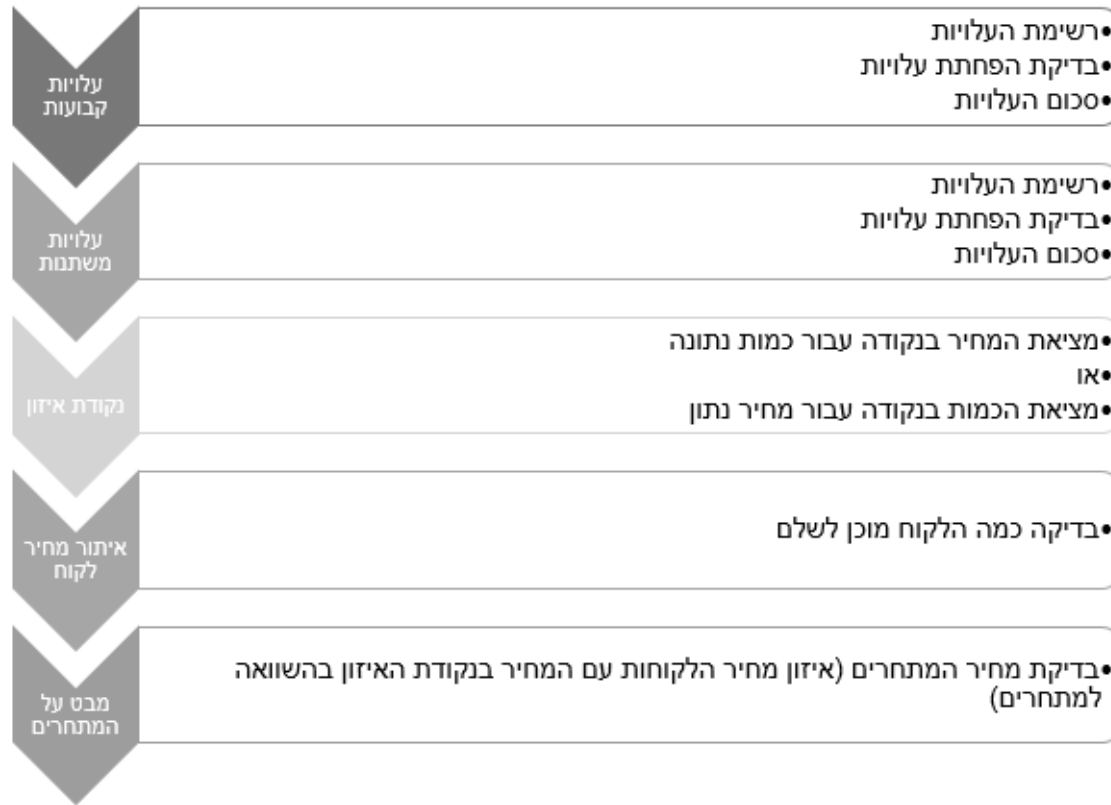 עלויות
קבועות
•רשימת העלויות
•בדיקת הפחתת עלויות
•סכום העלויות
עלויות
משתנות
•רשימת העלויות
•בדיקת הפחתת עלויות
•סכום העלויות
נקודת איזון
•מציאת המחיר בנקודה עבור כמות נתונה
•או
•מציאת הכמות בנקודה עבור מחיר נתון
איתור מחיר
לקוח
•בדיקה כמה הלקוח מוכן לשלם
מבט על
המתחרים
•בדיקת מחיר המתחרים (איזון מחיר הלקוחות עם המחיר בנקודת האיזון בהשוואה
למתחרים)